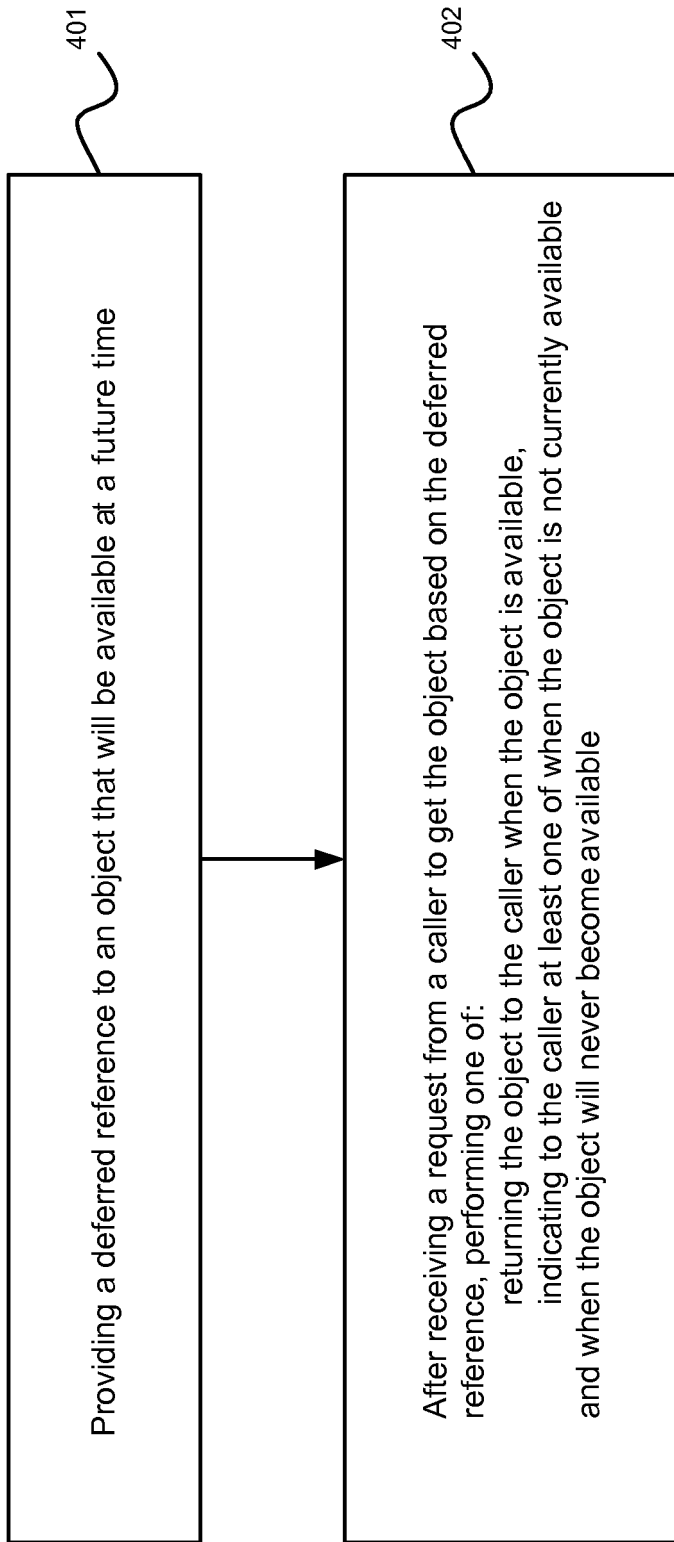 401
Providing a deferred reference to an object that will be available at a future time
402
After receiving a request from a caller to get the object based on the deferred
reference, performing one of:
returning the object to the caller when the object is available,
indicating to the caller at least one of when the object is not currently available
and when the object will never become available